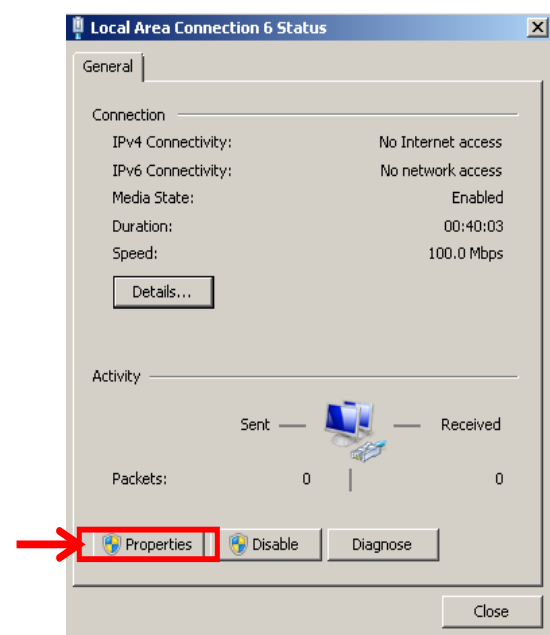 Local Area Connection 6 Status
General
Connection
IPv4 Connectivity: No Internet access
IPv6 Connectivity: No network access
Media State: Enabled
Duration: 00:40:03
Speed: 100.0 Mbps
Details...
Activity
Sent Received
Packets: 0 0
Properties Disable Diagnose
Close